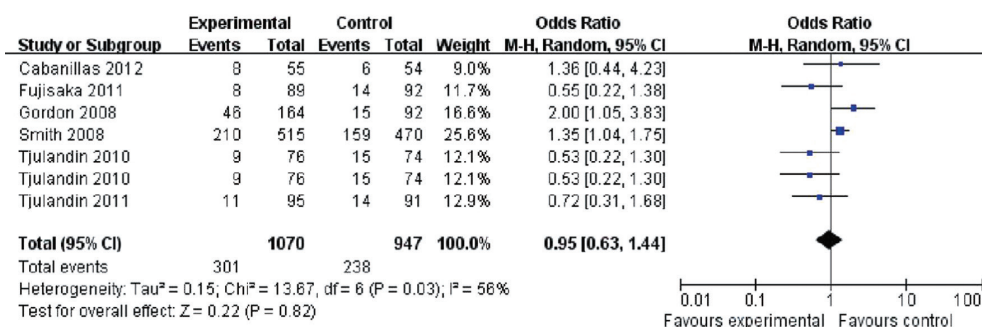 Experimental Control Odds Ratio Odds Ratio
Study or Subgroup Events Total Events Total Weight M-H, Random, 95% CI M-H, Random, 95% CI
Cabanillas 2012 8 55 6 54 9.0% 1.36 [0.44, 4.23]
Fujisaka 2011 8 89 14 92 11.7% 0.55 [0.22, 1.38]
Gordon 2008 46 164 15 92 16.6% 2.00 [1.05, 3.83]
Smith 2008 210 515 159 470 25.6% 1.35 [1.04, 1.75]
Tjulandin 2010 9 76 15 74 12.1% 0.53 [0.22, 1.30]
Tjulandin 2010 9 76 15 74 12.1% 0.53 [0.22, 1.30]
Tjulandin 2011 11 95 14 91 12.9% 0.72 [0.31, 1.68]
Total (95% CI) 1070 947 100.0% 0.95 [0.63, 1.44]
Total events 301 238
Heterogeneity: Tau² = 0.15; Chi² = 13.67, df = 6 (P = 0.03); I² = 56%
Test for overall effect: Z = 0.22 (P = 0.82)
0.01 0.1 1 10 100
Favours experimental Favours control